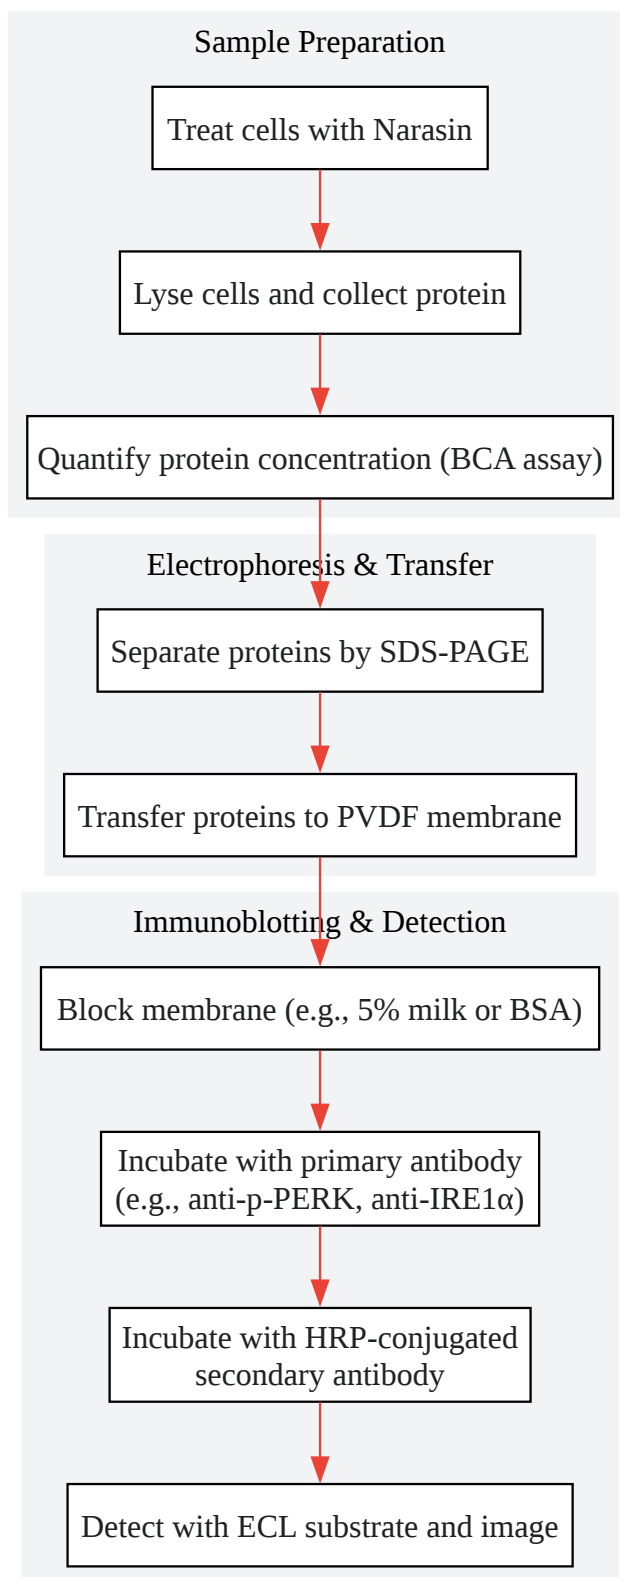 Sample Preparation
Treat cells with Narasin
Lyse cells and collect protein
Quantify protein concentration (BCA assay)
Electrophoresis & Transfer
Separate proteins by SDS-PAGE
Transfer proteins to PVDF membrane
Immunoblotting & Detection
Block membrane (e.g., 5% milk or BSA)
Incubate with primary antibody
(e.g., anti-p-PERK, anti-IRE1α)
Incubate with HRP-conjugated
secondary antibody
Detect with ECL substrate and image